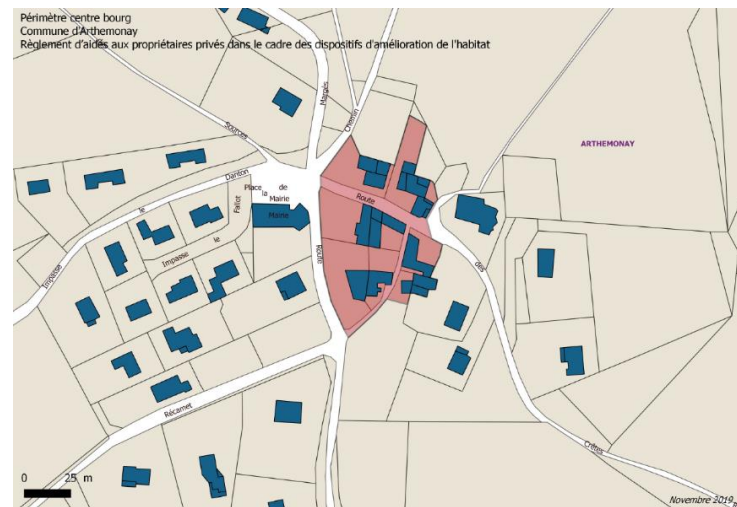 Périmètre centre bourg
Commune d'Arthemonay
Règlement d'aides aux propriétaires privés dans le cadre des dispositifs d'amélioration de l'habitat
Margès
Chemin
Sources
ARTHEMONAY
Danton
Place de
la
Mairie
Mairie
Fallot
Route
le
Impasse
Impasse le
Route
des
Récamet
Crêtes
0 25 m
Novembre 2019